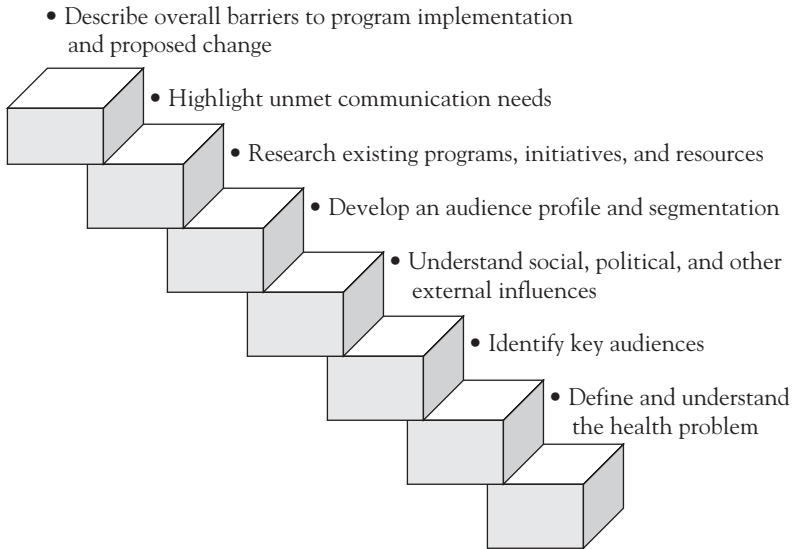 • Describe overall barriers to program implementation
and proposed change
• Highlight unmet communication needs
• Research existing programs, initiatives, and resources
• Develop an audience profile and segmentation
• Understand social, political, and other
external influences
• Identify key audiences
• Define and understand
the health problem